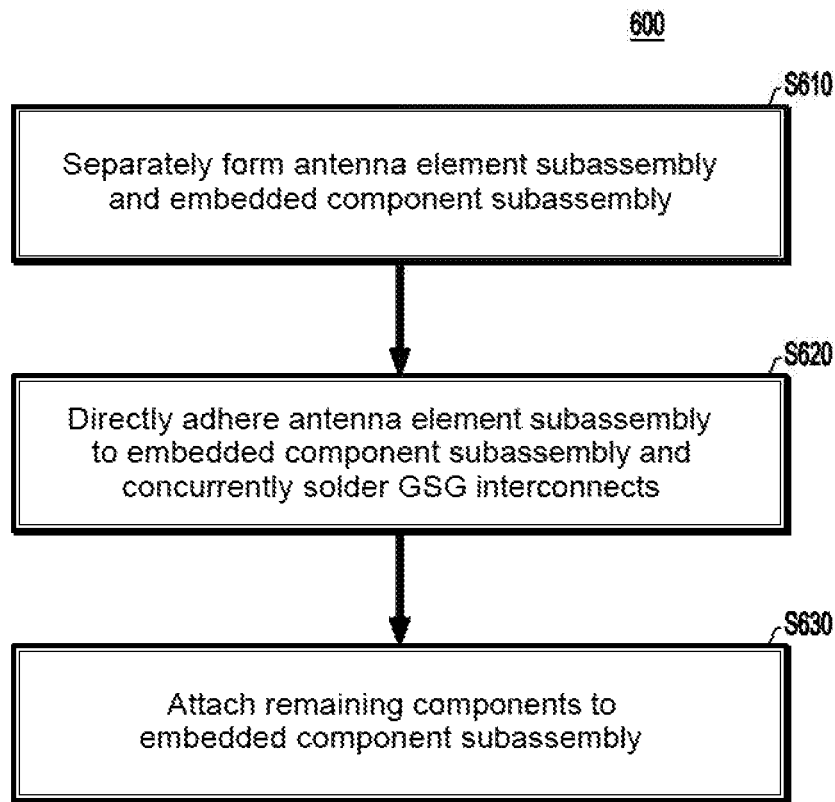 600
S610
Separately form antenna element subassembly
and embedded component subassembly
S620
Directly adhere antenna element subassembly
to embedded component subassembly and
concurrently solder GSG interconnects
S630
Attach remaining components to
embedded component subassembly